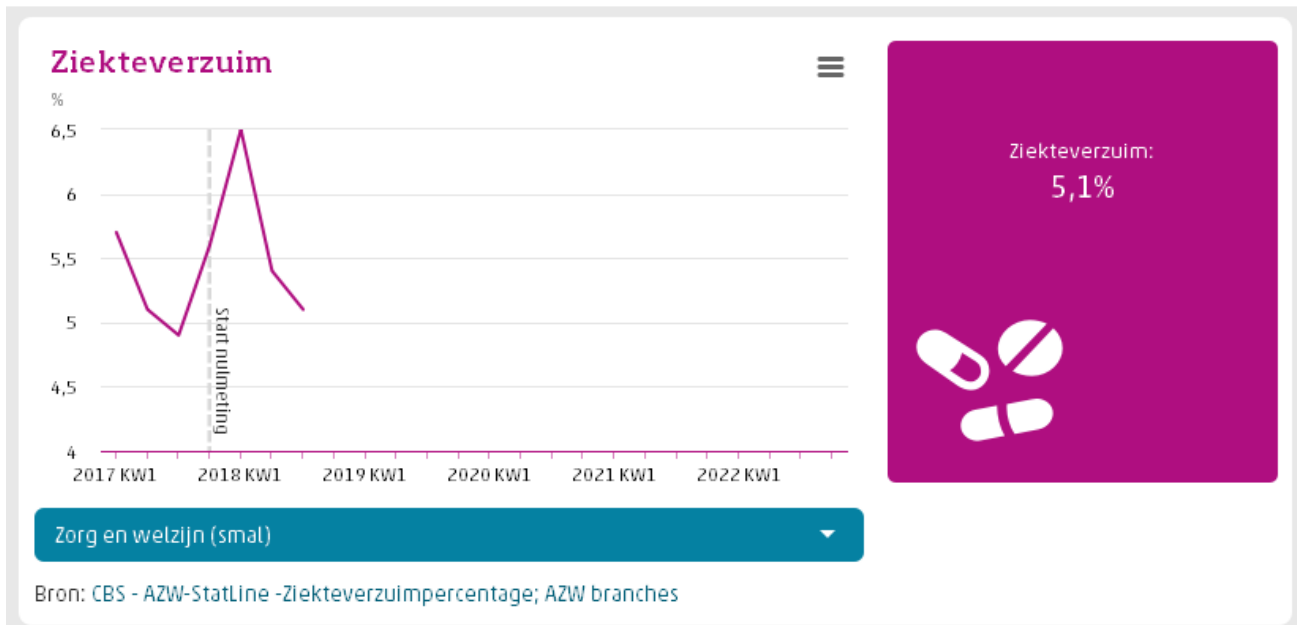 Ziekteverzuim
%
6,5
6
5,5
5
4,5
4
Start nulmeting
2017 KW1 2018 KW1 2019 KW1 2020 KW1 2021 KW1 2022 KW1
Ziekteverzuim:
5,1%
Zorg en welzijn (smal)
Bron: CBS - AZW-StatLine -Ziekteverzuimpercentage; AZW branches